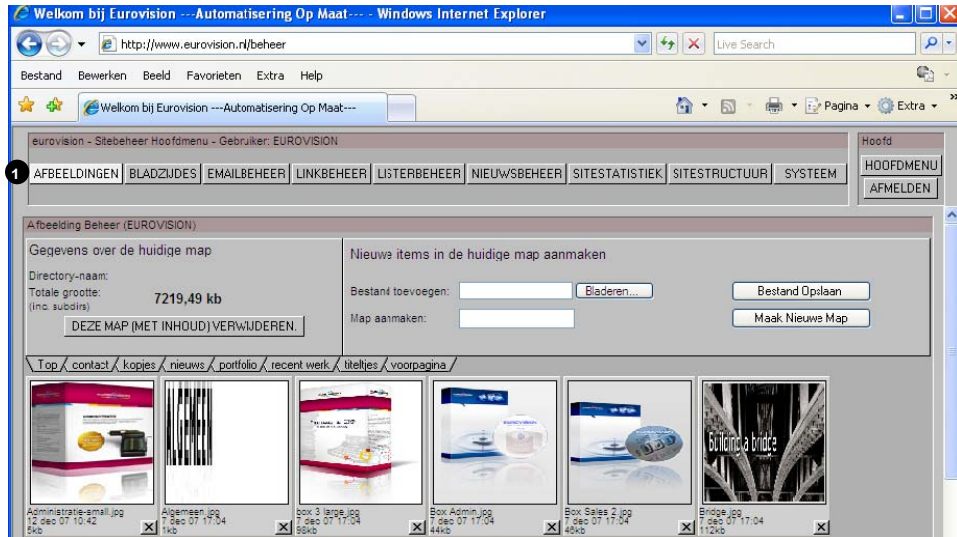 Welkom bij Eurovision ---Automatisering Op Maat--- - Windows Internet Explorer
http://www.eurovision.nl/beheer
Live Search
Bestand Bewerken Beeld Favorieten Extra Help
Welkom bij Eurovision ---Automatisering Op Maat---
Pagina Extra
eurovision - Sitebeheer Hoofdmenu - Gebruiker: EUROVISION
Hoofd
1
AFBEELDINGEN BLADZIJDES EMAILBEHEER LINKBEHEER LIJSTERBEHEER NIEUWSBEHEER SITESTATISTIEK SITESTRUCTUUR SYSTEEM
HOOFDMENU
AFMELDEN
Afbeelding Beheer (EUROVISION)
Gegevens over de huidige map
Nieuwe items in de huidige map aanmaken
Directory-naam:
Totale grootte:
(inc. subdirs)
7219,49 kb
Bestand toevoegen:
Bladeren...
Bestand Opslaan
DEZE MAP (MET INHOUD) VERWIJDEREN.
Map aanmaken:
Maak Nieuwe Map
Top contact kopjes nieuws portfolio recent werk titeltjes voorpagina
Building a bridge
Administratie-small.jpg
12 dec 07 10:42
5kb
Algemeen.jpg
7 dec 07 17:04
1kb
box 3 large.jpg
7 dec 07 17:04
98kb
Box Admin.jpg
7 dec 07 17:04
44kb
Box Sales 2.jpg
7 dec 07 17:04
46kb
Bridge.jpg
7 dec 07 17:04
112kb